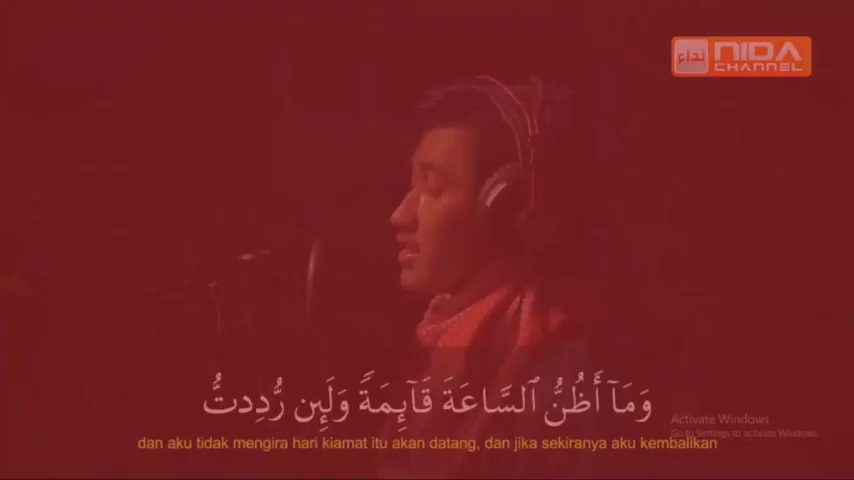 نداء NIDA
CHANNEL
وَمَآ أَظُنُّ ٱلسَّاعَةَ قَآئِمَةً وَلَئِن رُّدِدتُّ
dan aku tidak mengira hari kiamat itu akan datang, dan jika sekiranya aku kembalikan
Activate Windows
Go to Settings to activate Windows.